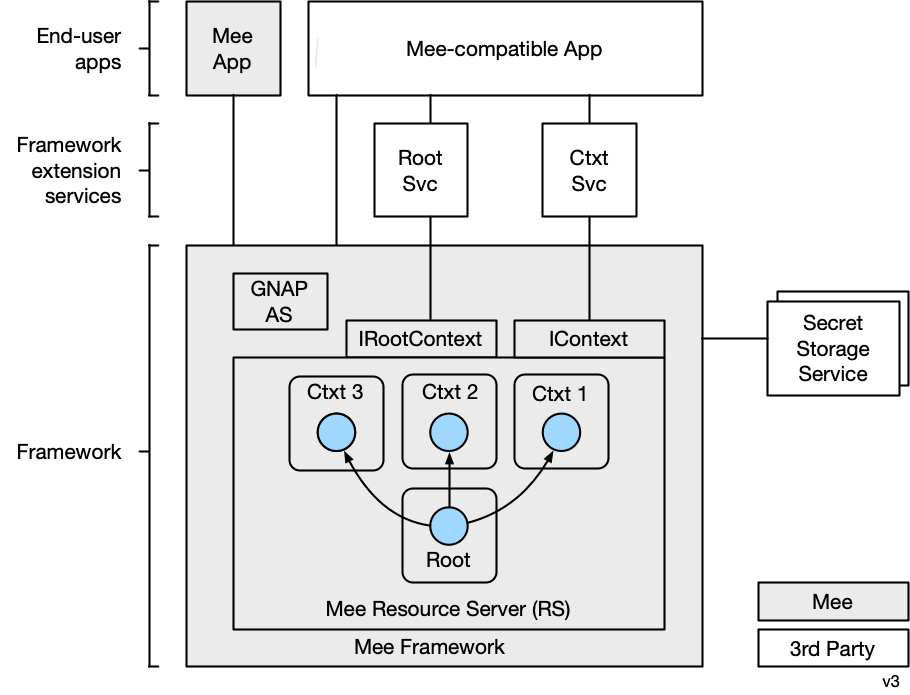 End-user
apps
Mee
App
Mee-compatible App
Framework
extension
services
Root
Svc
Ctxt
Svc
Framework
GNAP
AS
IRootContext
IContext
Secret
Storage
Service
Ctxt 3
Ctxt 2
Ctxt 1
Root
Mee Resource Server (RS)
Mee Framework
Mee
3rd Party
v3